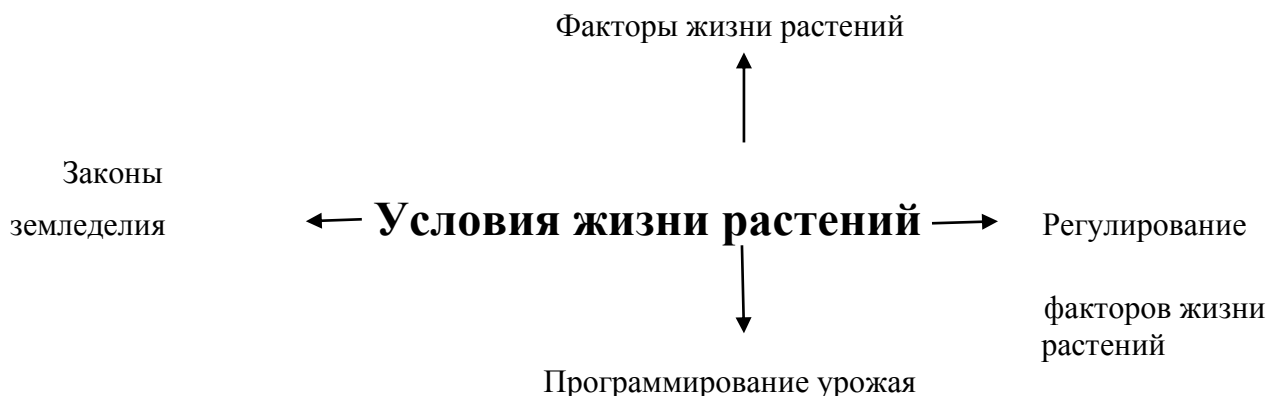 Факторы жизни растений
Законы
земледелия
Условия жизни растений
Регулирование
факторов жизни
растений
Программирование урожая